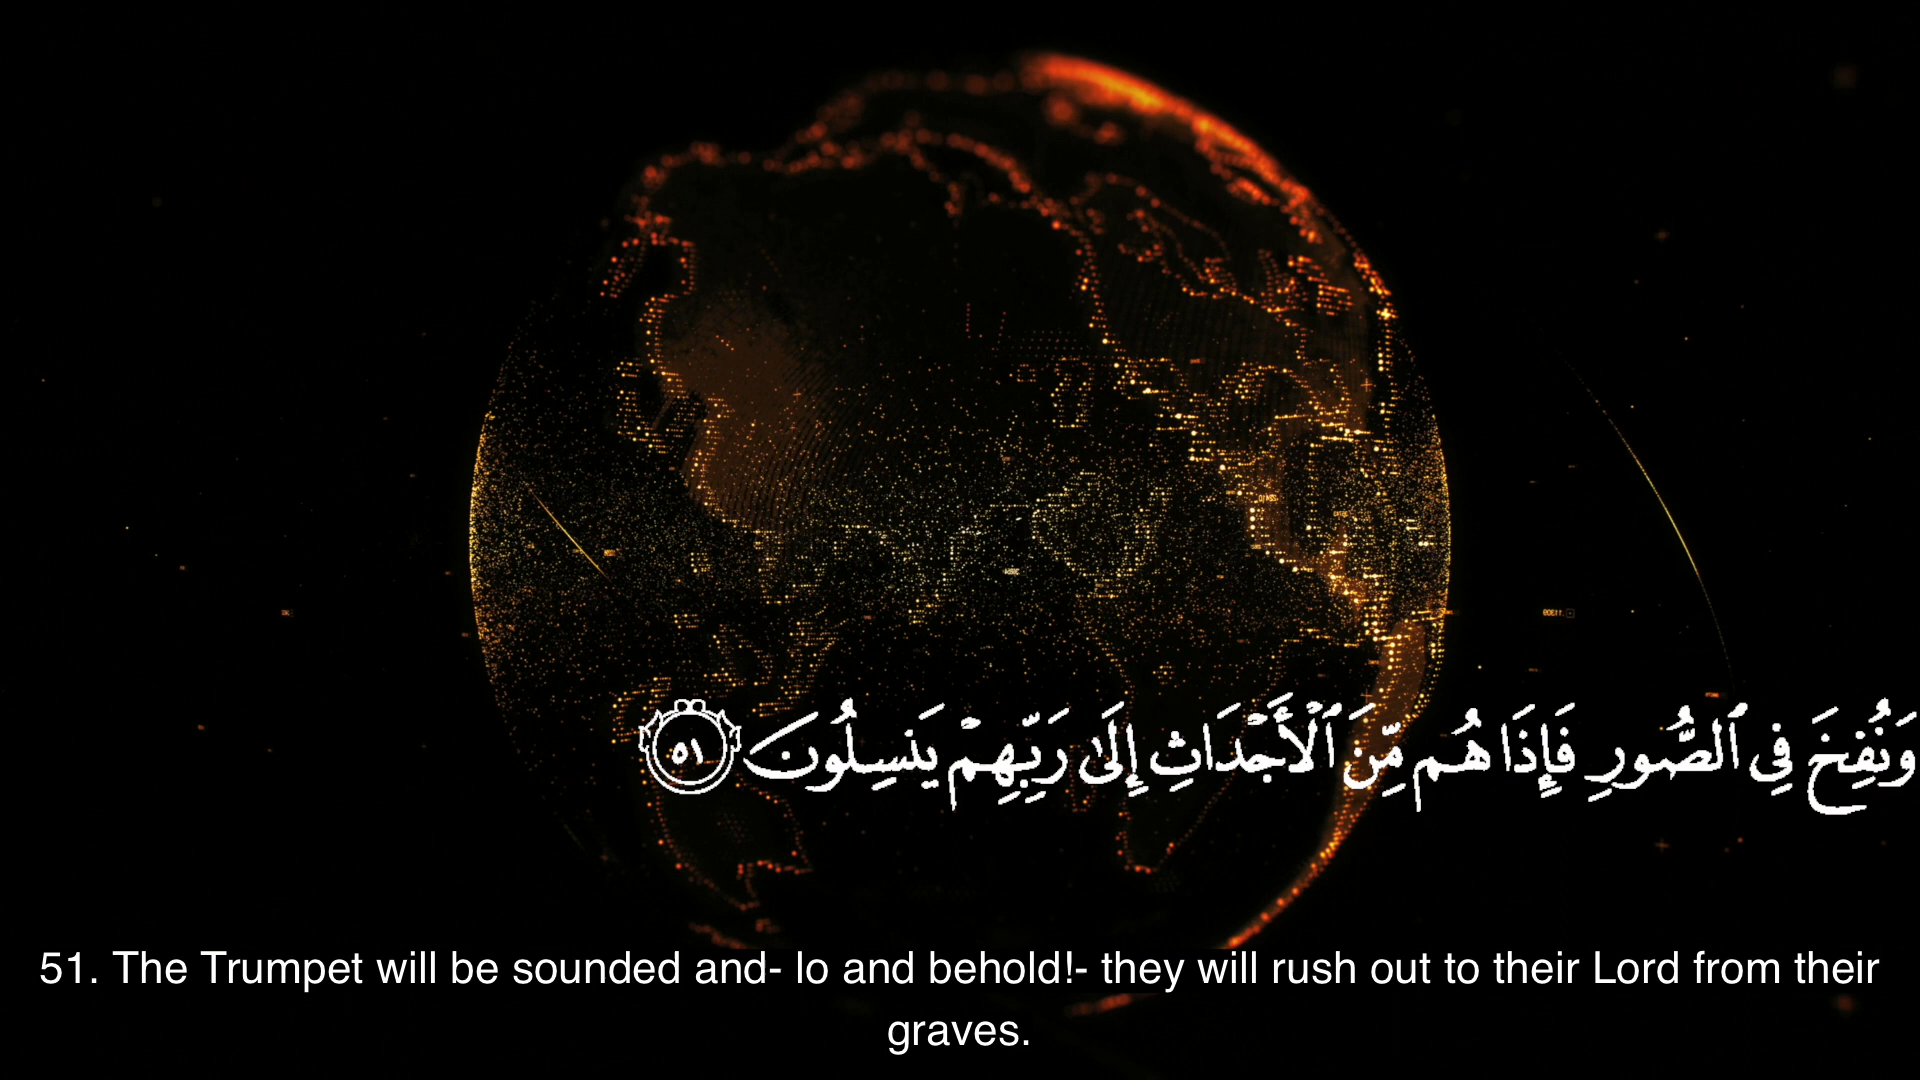 وَنُفِخَ فِي ٱلصُّورِ فَإِذَا هُم مِّنَ ٱلْأَجْدَاثِ إِلَىٰ رَبِّهِمْ يَنسِلُونَ ٥١
51. The Trumpet will be sounded and- lo and behold!- they will rush out to their Lord from their
graves.